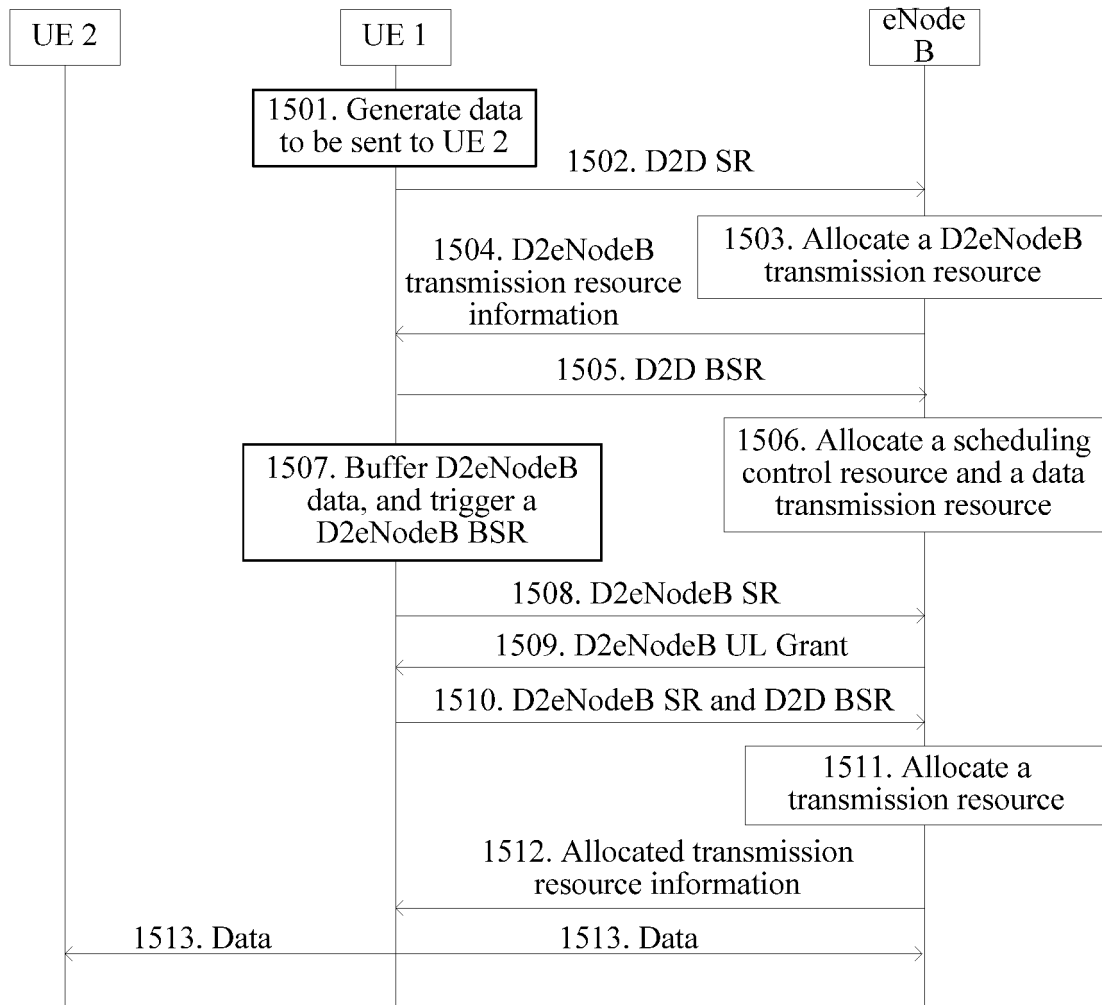 UE 2
UE 1
eNode
B
1501. Generate data
to be sent to UE 2
1502. D2D SR
1503. Allocate a D2eNodeB
transmission resource
1504. D2eNodeB
transmission resource
information
1505. D2D BSR
1506. Allocate a scheduling
control resource and a data
transmission resource
1507. Buffer D2eNodeB
data, and trigger a
D2eNodeB BSR
1508. D2eNodeB SR
1509. D2eNodeB UL Grant
1510. D2eNodeB SR and D2D BSR
1511. Allocate a
transmission resource
1512. Allocated transmission
resource information
1513. Data
1513. Data